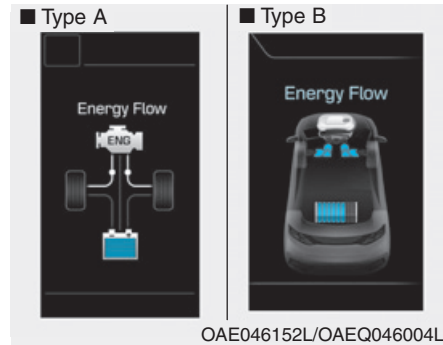 ■ Type A
■ Type B
Energy Flow
ENG
Energy Flow
OAE046152L/OAEQ046004L